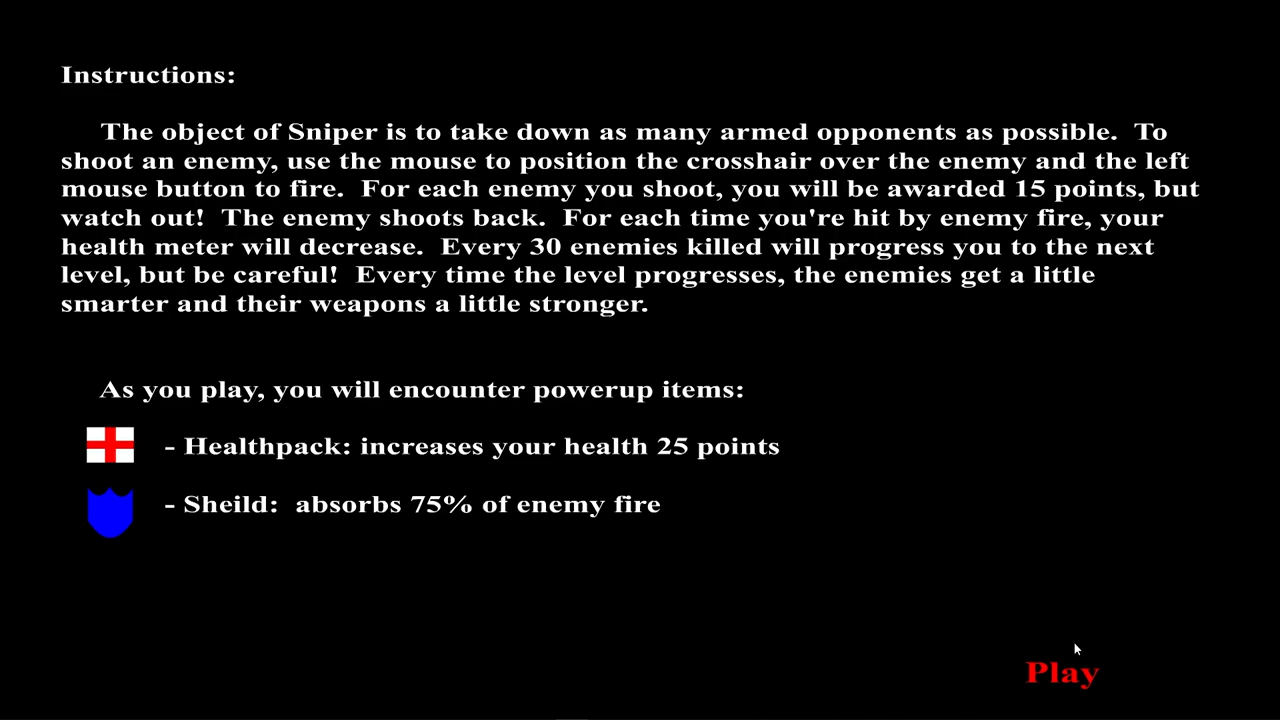 Instructions:
The object of Sniper is to take down as many armed opponents as possible.  To
shoot an enemy, use the mouse to position the crosshair over the enemy and the left
mouse button to fire.  For each enemy you shoot, you will be awarded 15 points, but
watch out!  The enemy shoots back.  For each time you're hit by enemy fire, your
health meter will decrease.  Every 30 enemies killed will progress you to the next
level, but be careful!  Every time the level progresses, the enemies get a little
smarter and their weapons a little stronger.
As you play, you will encounter powerup items:
- Healthpack: increases your health 25 points
- Sheild:  absorbs 75% of enemy fire
Play